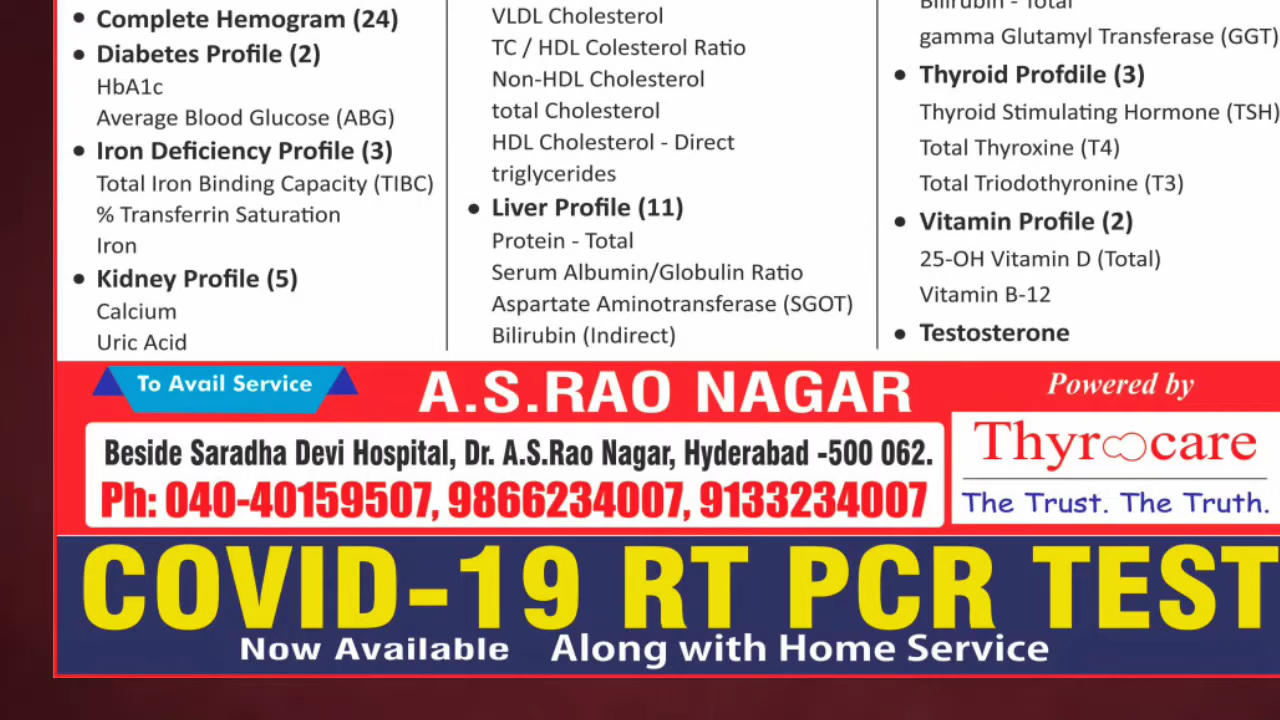 • Complete Hemogram (24)
• Diabetes Profile (2)
HbA1c
Average Blood Glucose (ABG)
• Iron Deficiency Profile (3)
Total Iron Binding Capacity (TIBC)
% Transferrin Saturation
Iron
• Kidney Profile (5)
Calcium
Uric Acid
VLDL Cholesterol
TC / HDL Colesterol Ratio
Non-HDL Cholesterol
total Cholesterol
HDL Cholesterol - Direct
triglycerides
• Liver Profile (11)
Protein - Total
Serum Albumin/Globulin Ratio
Aspartate Aminotransferase (SGOT)
Bilirubin (Indirect)
Bilirubin - Total
gamma Glutamyl Transferase (GGT)
• Thyroid Profdile (3)
Thyroid Stimulating Hormone (TSH)
Total Thyroxine (T4)
Total Triodothyronine (T3)
• Vitamin Profile (2)
25-OH Vitamin D (Total)
Vitamin B-12
• Testosterone
To Avail Service
A.S.RAO NAGAR
Beside Saradha Devi Hospital, Dr. A.S.Rao Nagar, Hyderabad -500 062.
Ph: 040-40159507, 9866234007, 9133234007
Powered by
Thyrocare
The Trust. The Truth.
COVID-19 RT PCR TEST
Now Available Along with Home Service